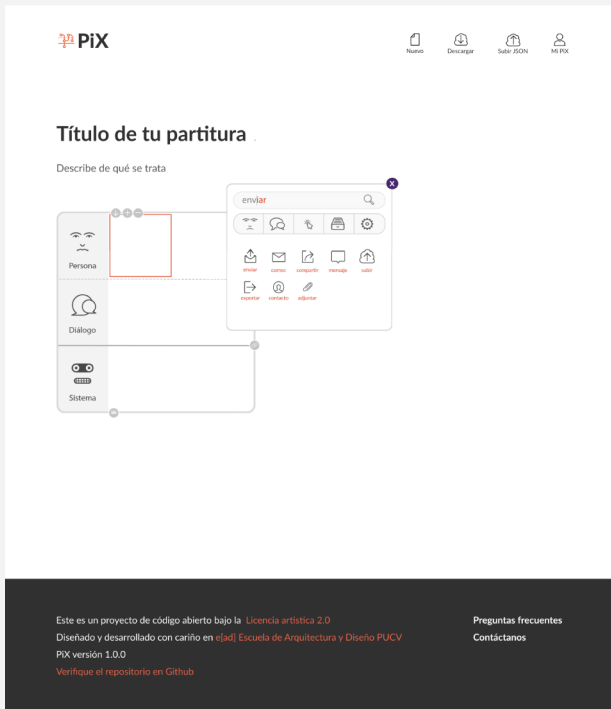 PiX
Nuevo
Descargar
Subir JSON
Mi PIX
Título de tu partitura
Describe de qué se trata
x
enviar
Persona
enviar
correo
compartir
mensaje
subir
exportar
contacto
adjuntar
Diálogo
Sistema
Este es un proyecto de código abierto bajo la Licencia artistica 2.0
Preguntas frecuentes
Diseñado y desarrollado con cariño en e[ad] Escuela de Arquitectura y Diseño PUCV
Contáctanos
PiX versión 1.0.0
Verifique el repositorio en Github